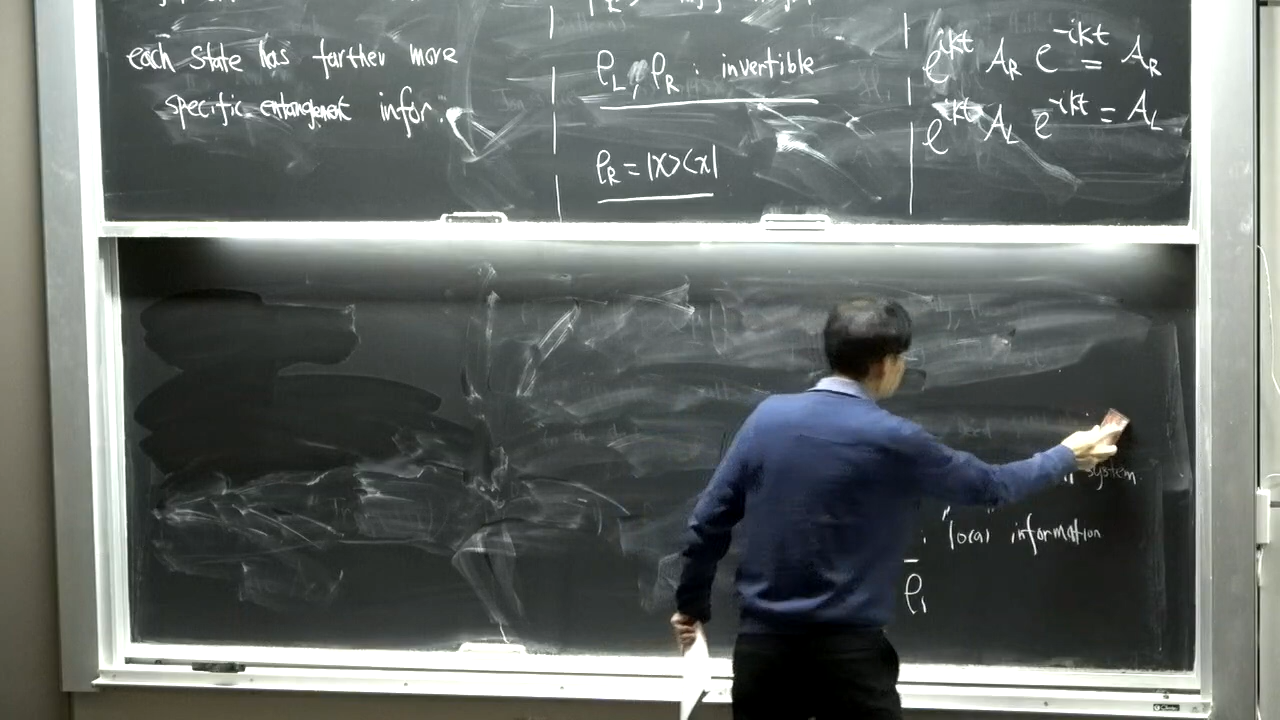 each state has farther more
specific entanglement infor.
ρ_L, ρ_R : invertible
ρ_R = |X><X|
e^{ikt} A_R e^{-ikt} = A_R
e^{ikt} A_L e^{-ikt} = A_L
system
: "local" information
ρ_1